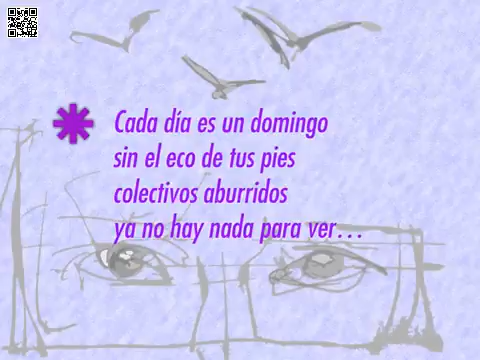 Cada día es un domingo
sin el eco de tus pies
colectivos aburridos
ya no hay nada para ver...